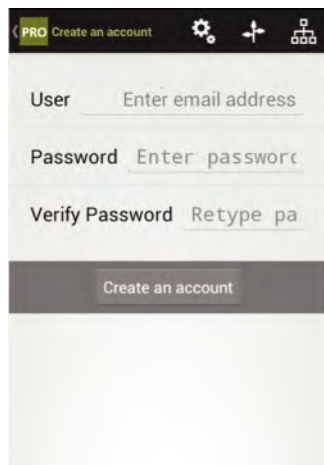 PRO Create an account
User Enter email address
Password Enter passworc
Verify Password Retype pa
Create an account